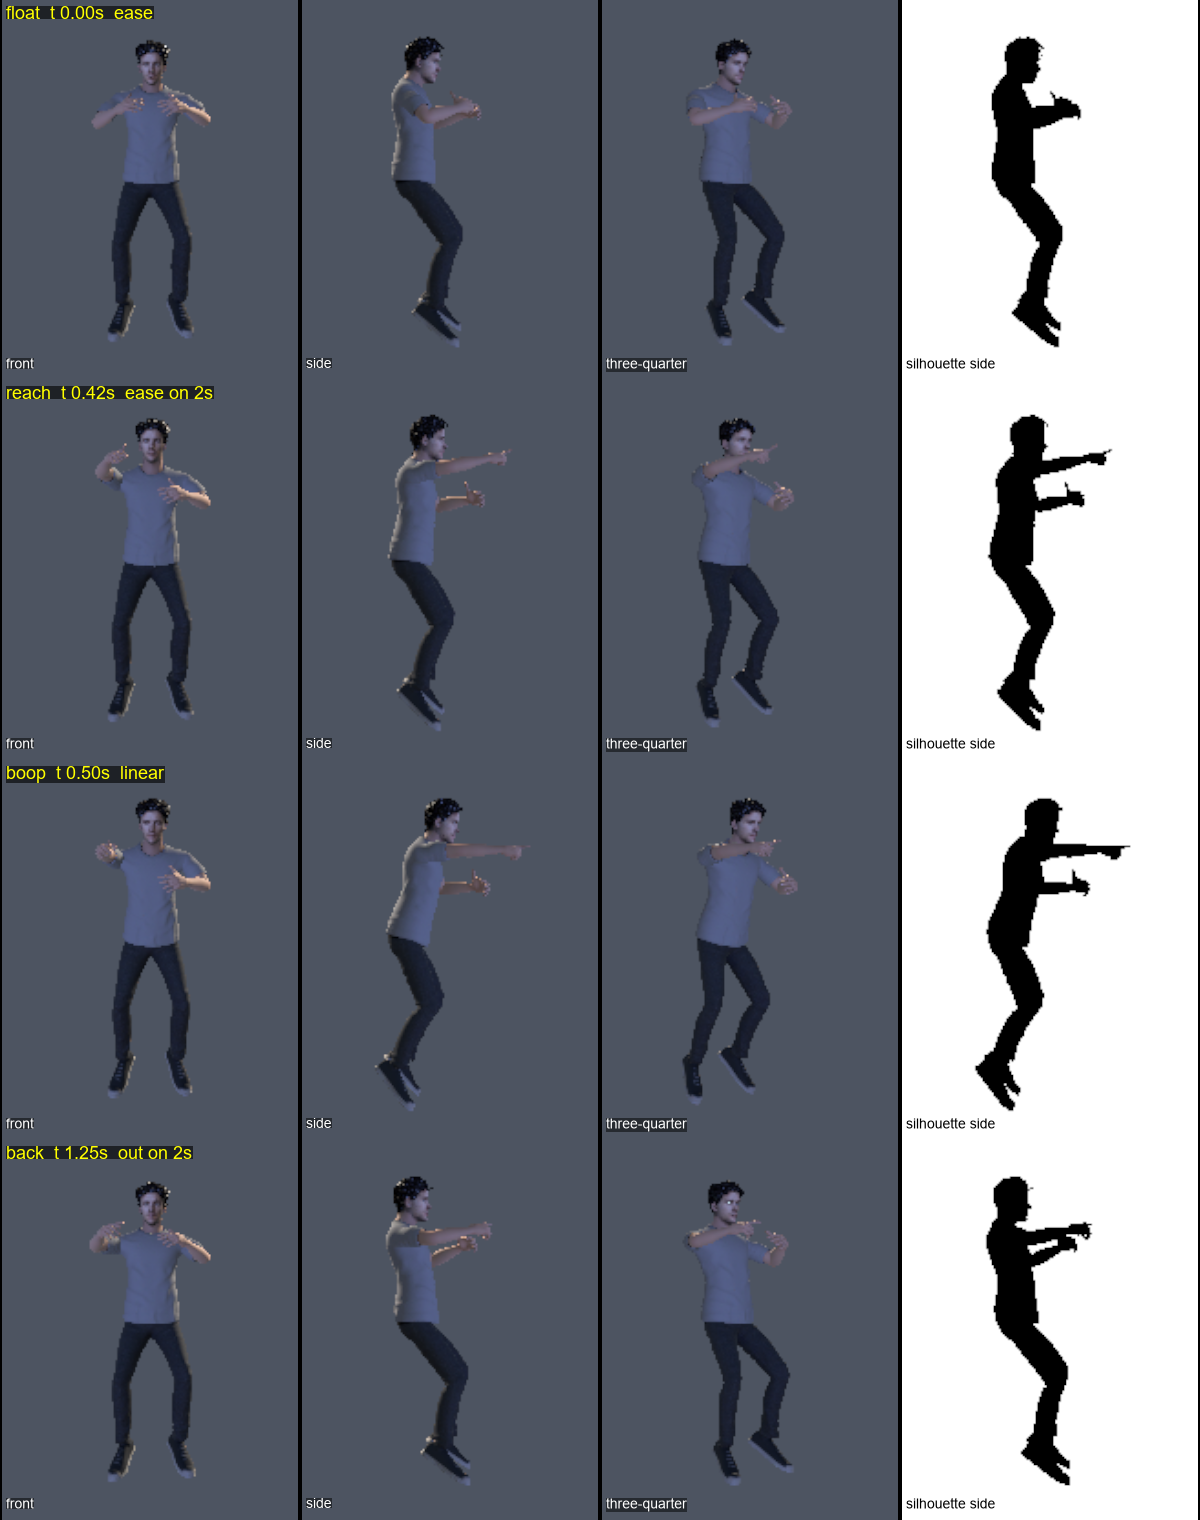 float  t 0.00s  ease
front
side
three-quarter
silhouette side
reach  t 0.42s  ease on 2s
front
side
three-quarter
silhouette side
boop  t 0.50s  linear
front
side
three-quarter
silhouette side
back  t 1.25s  out on 2s
front
side
three-quarter
silhouette side